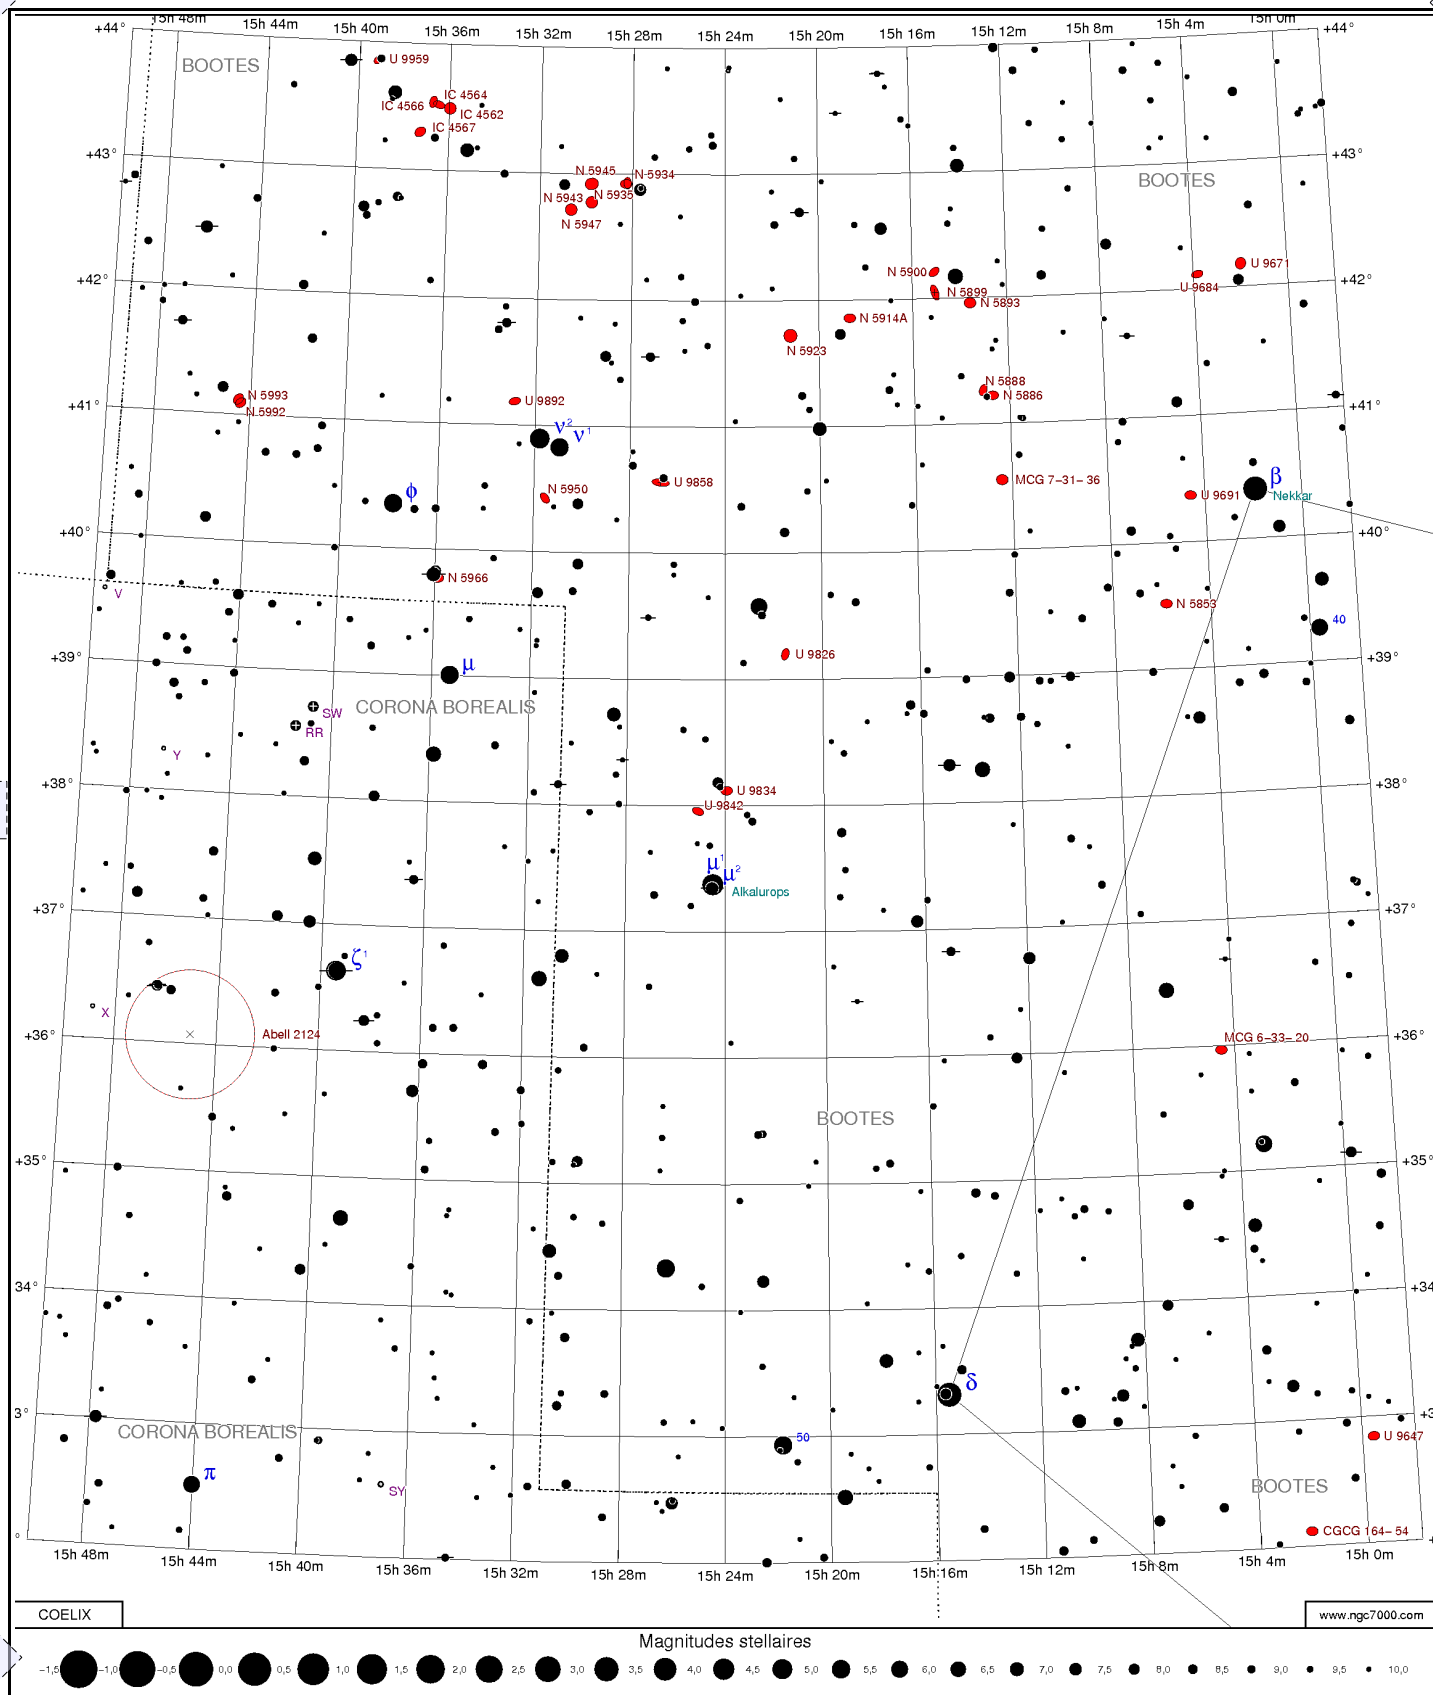 15h 48m 15h 44m 15h 40m 15h 36m 15h 32m 15h 28m 15h 24m 15h 20m 15h 16m 15h 12m 15h 8m 15h 4m 15h 0m
+44° +44°
U 9959
BOOTES
IC 4564
IC 4566
IC 4562
IC 4567
+43° +43°
N 5945 N 5934
BOOTES
N 5943 N 5935
N 5947
U 9671
N 5900
+42° +42°
U 9684
N 5899
N 5893
N 5914A
N 5923
N 5888
N 5993 N 5886
U 9892
N 5992
+41° +41°
ν² ν¹
β
MCG 7-31-36
U 9858
φ N 5950
U 9691 Nekkar
+40° +40°
N 5966
V
N 5853
40
U 9826
+39° +39°
μ
CORONA BOREALIS
SW
RR
Y
+38° +38°
U 9834
U 9842
μ¹ μ²
Alkalurops
+37° +37°
ζ¹
X
Abell 2124
+36° +36°
MCG 6-33-20
BOOTES
+35° +35°
34° +34
δ
3° +3
CORONA BOREALIS
50 U 9647
π
SY
BOOTES
CGCG 164-54
°
15h 48m 15h 44m 15h 40m 15h 36m 15h 32m 15h 28m 15h 24m 15h 20m 15h 16m 15h 12m 15h 8m 15h 4m 15h 0m
COELIX
www.ngc7000.com
Magnitudes stellaires
-1,5 -1,0 -0,5 0,0 0,5 1,0 1,5 2,0 2,5 3,0 3,5 4,0 4,5 5,0 5,5 6,0 6,5 7,0 7,5 8,0 8,5 9,0 9,5 10,0